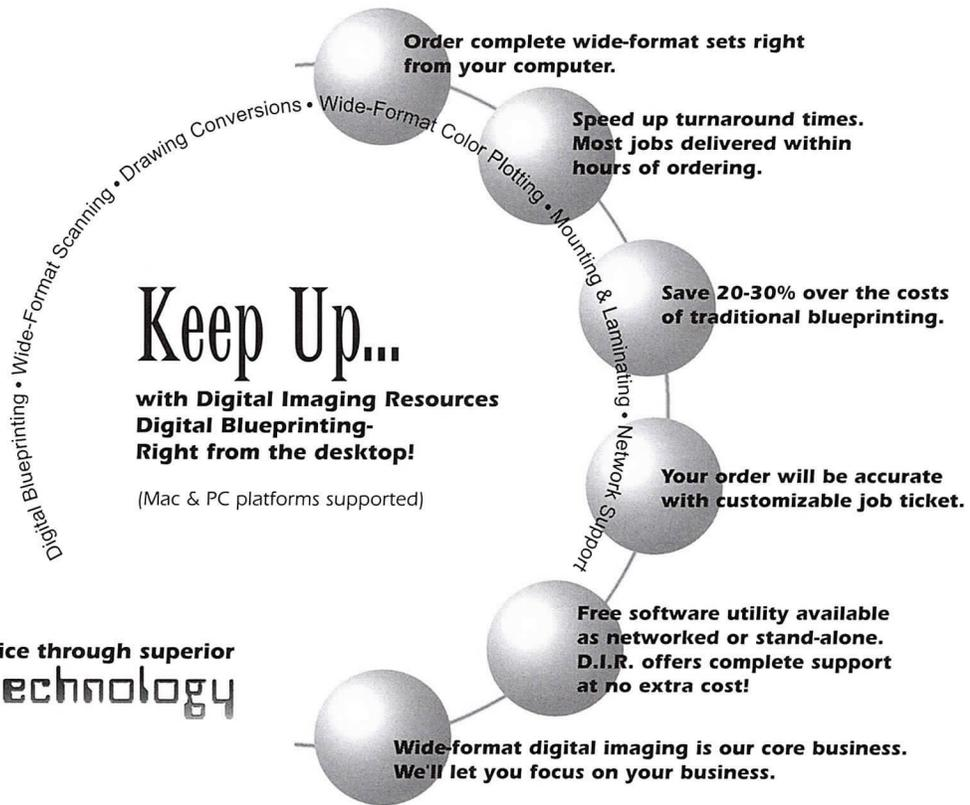 Order complete wide-format sets right
from your computer.
Speed up turnaround times.
Most jobs delivered within
hours of ordering.
Digital Blueprinting • Wide-Format Scanning • Drawing Conversions • Wide-Format Color Plotting • Mounting & Laminating • Network Support
Save 20-30% over the costs
of traditional blueprinting.
Keep Up...
with Digital Imaging Resources
Digital Blueprinting-
Right from the desktop!
(Mac & PC platforms supported)
Your order will be accurate
with customizable job ticket.
Free software utility available
as networked or stand-alone.
D.I.R. offers complete support
at no extra cost!
ice through superior
echnology
Wide-format digital imaging is our core business.
We'll let you focus on your business.